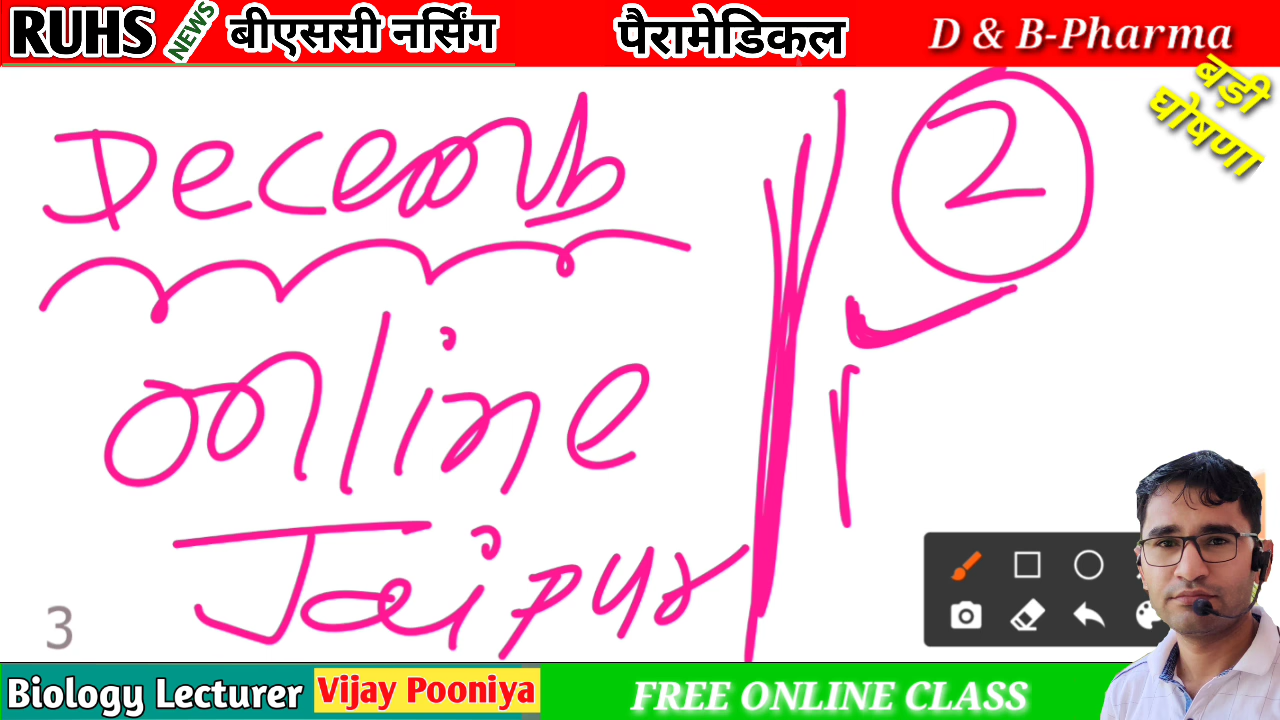 RUHS NEWS बीएससी नर्सिंग पैरामेडिकल D & B-Pharma
बड़ी
घोषणा
Decemb
2
online
Jaipur
3
Biology Lecturer Vijay Pooniya FREE ONLINE CLASS